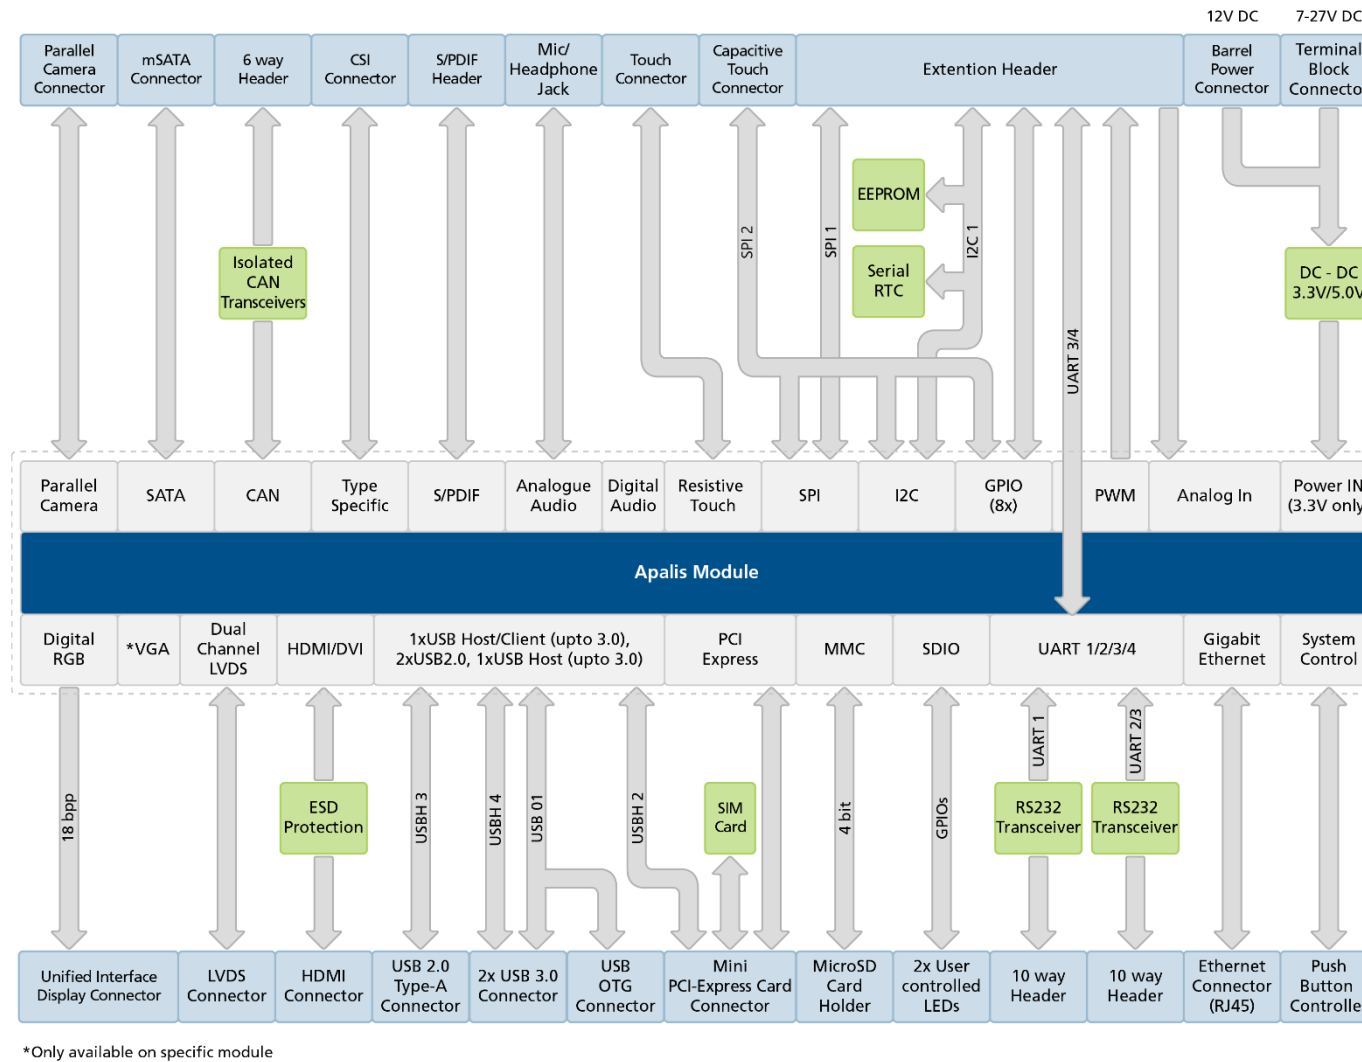 12V DC
7-27V DC
Parallel
Camera
Connector
mSATA
Connector
6 way
Header
CSI
Connector
S/PDIF
Header
Mic/
Headphone
Jack
Touch
Connector
Capacitive
Touch
Connector
Extention Header
Barrel
Power
Connector
Terminal
Block
Connecto
EEPROM
Serial
RTC
Isolated
CAN
Transceivers
SPI 2
SPI 1
I2C 1
UART 3/4
DC - DC
3.3V/5.0V
Parallel
Camera
SATA
CAN
Type
Specific
S/PDIF
Analogue
Audio
Digital
Audio
Resistive
Touch
SPI
I2C
GPIO
(8x)
PWM
Analog In
Power IN
(3.3V only
Apalis Module
Digital
RGB
*VGA
Dual
Channel
LVDS
HDMI/DVI
1xUSB Host/Client (upto 3.0),
2xUSB2.0, 1xUSB Host (upto 3.0)
PCI
Express
MMC
SDIO
UART 1/2/3/4
Gigabit
Ethernet
System
Control
18 bpp
ESD
Protection
USBH 3
USBH 4
USB 01
USBH 2
SIM
Card
4 bit
GPIOs
UART 1
UART 2/3
RS232
Transceiver
RS232
Transceiver
Unified Interface
Display Connector
LVDS
Connector
HDMI
Connector
USB 2.0
Type-A
Connector
2x USB 3.0
Connector
USB
OTG
Connector
Mini
PCI-Express Card
Connector
MicroSD
Card
Holder
2x User
controlled
LEDs
10 way
Header
10 way
Header
Ethernet
Connector
(RJ45)
Push
Button
Controlle
*Only available on specific module